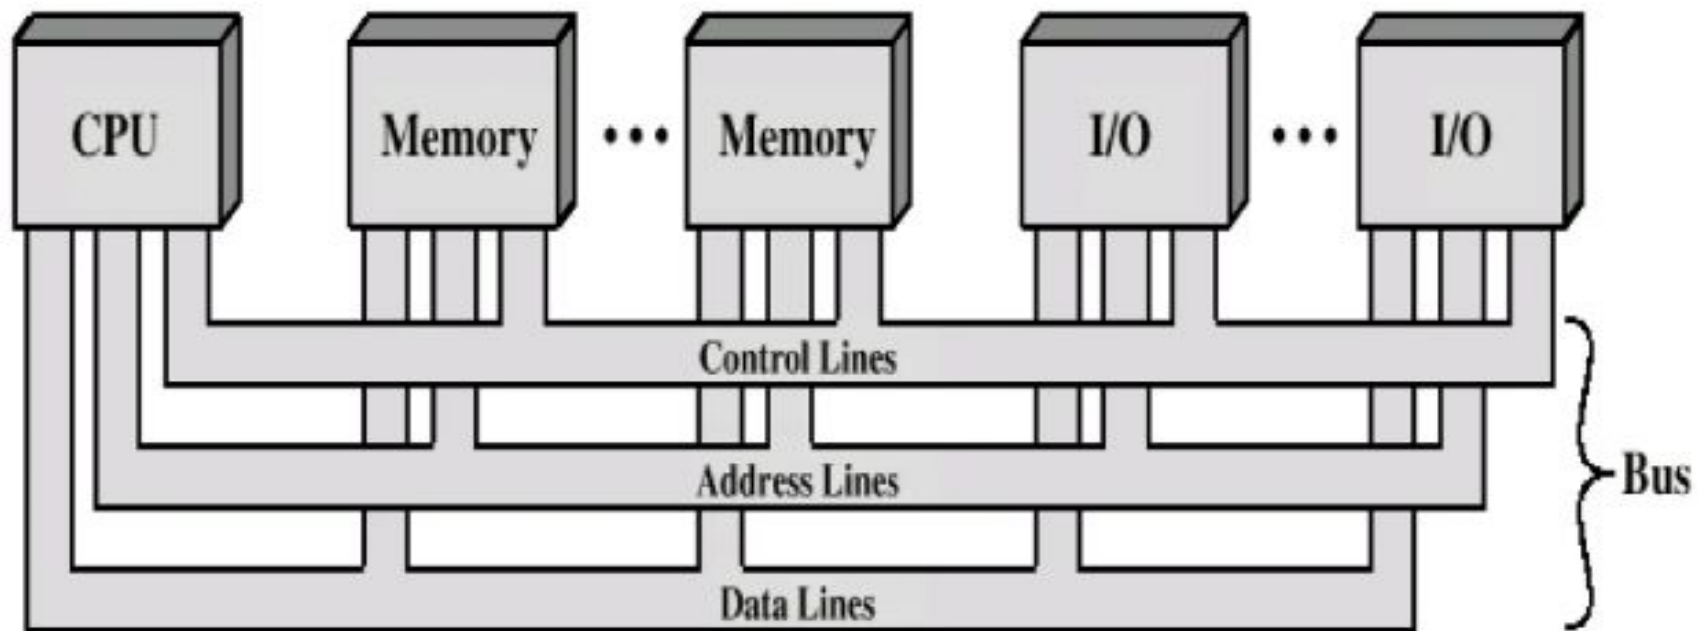 CPU
Memory
•••
Memory
I/O
•••
I/O
Control Lines
Address Lines
Bus
Data Lines